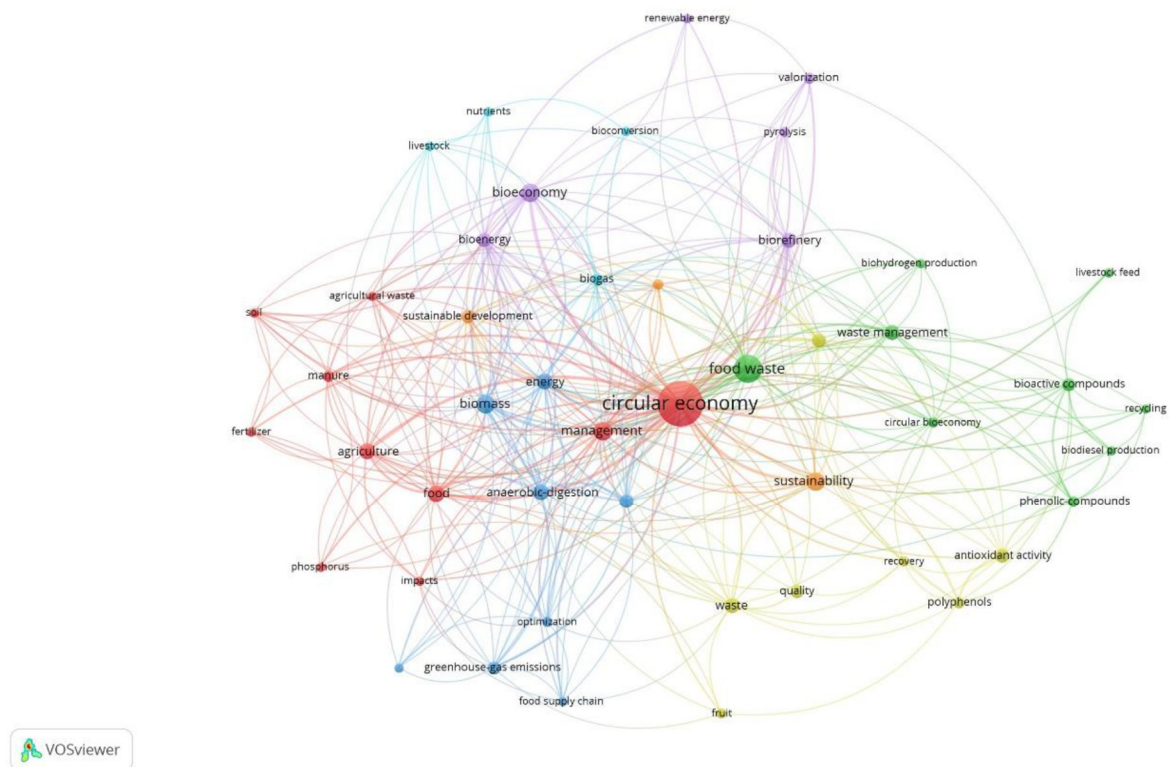 renewable energy
valorization
nutrients
bioconversion
pyrolysis
livestock
bioeconomy
bioenergy
biorefinery
biohydrogen production
livestock feed
biogas
agricultural waste
soil
sustainable development
waste management
food waste
manure
energy
bioactive compounds
circular economy
biomass
recycling
circular bioeconomy
fertilizer
management
agriculture
biodiesel production
sustainability
food
anaerobic-digestion
phenolic-compounds
antioxidant activity
recovery
phosphorus
impacts
quality
polyphenols
waste
optimization
greenhouse-gas emissions
food supply chain
fruit
VOSviewer